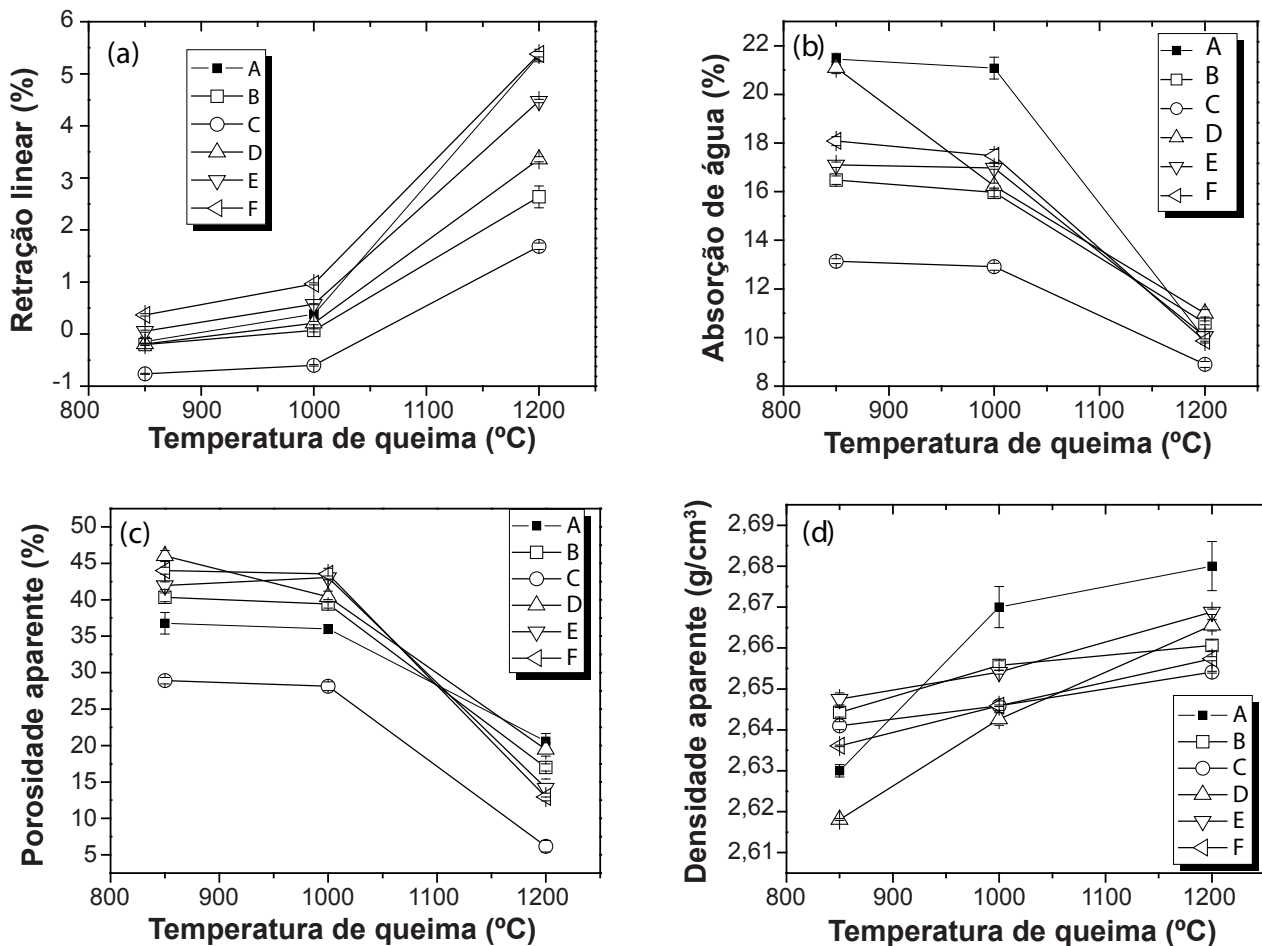 (a)
Retração linear (%)
6
5
4
3
2
1
0
-1
800
900
1000
1100
1200
Temperatura de queima (ºC)
A
B
C
D
E
F
(b)
Absorção de água (%)
22
20
18
16
14
12
10
8
800
900
1000
1100
1200
Temperatura de queima (ºC)
A
B
C
D
E
F
(c)
Porosidade aparente (%)
50
45
40
35
30
25
20
15
10
5
800
900
1000
1100
1200
Temperatura de queima (ºC)
A
B
C
D
E
F
(d)
Densidade aparente (g/cm³)
2,69
2,68
2,67
2,66
2,65
2,64
2,63
2,62
2,61
800
900
1000
1100
1200
Temperatura de queima (ºC)
A
B
C
D
E
F